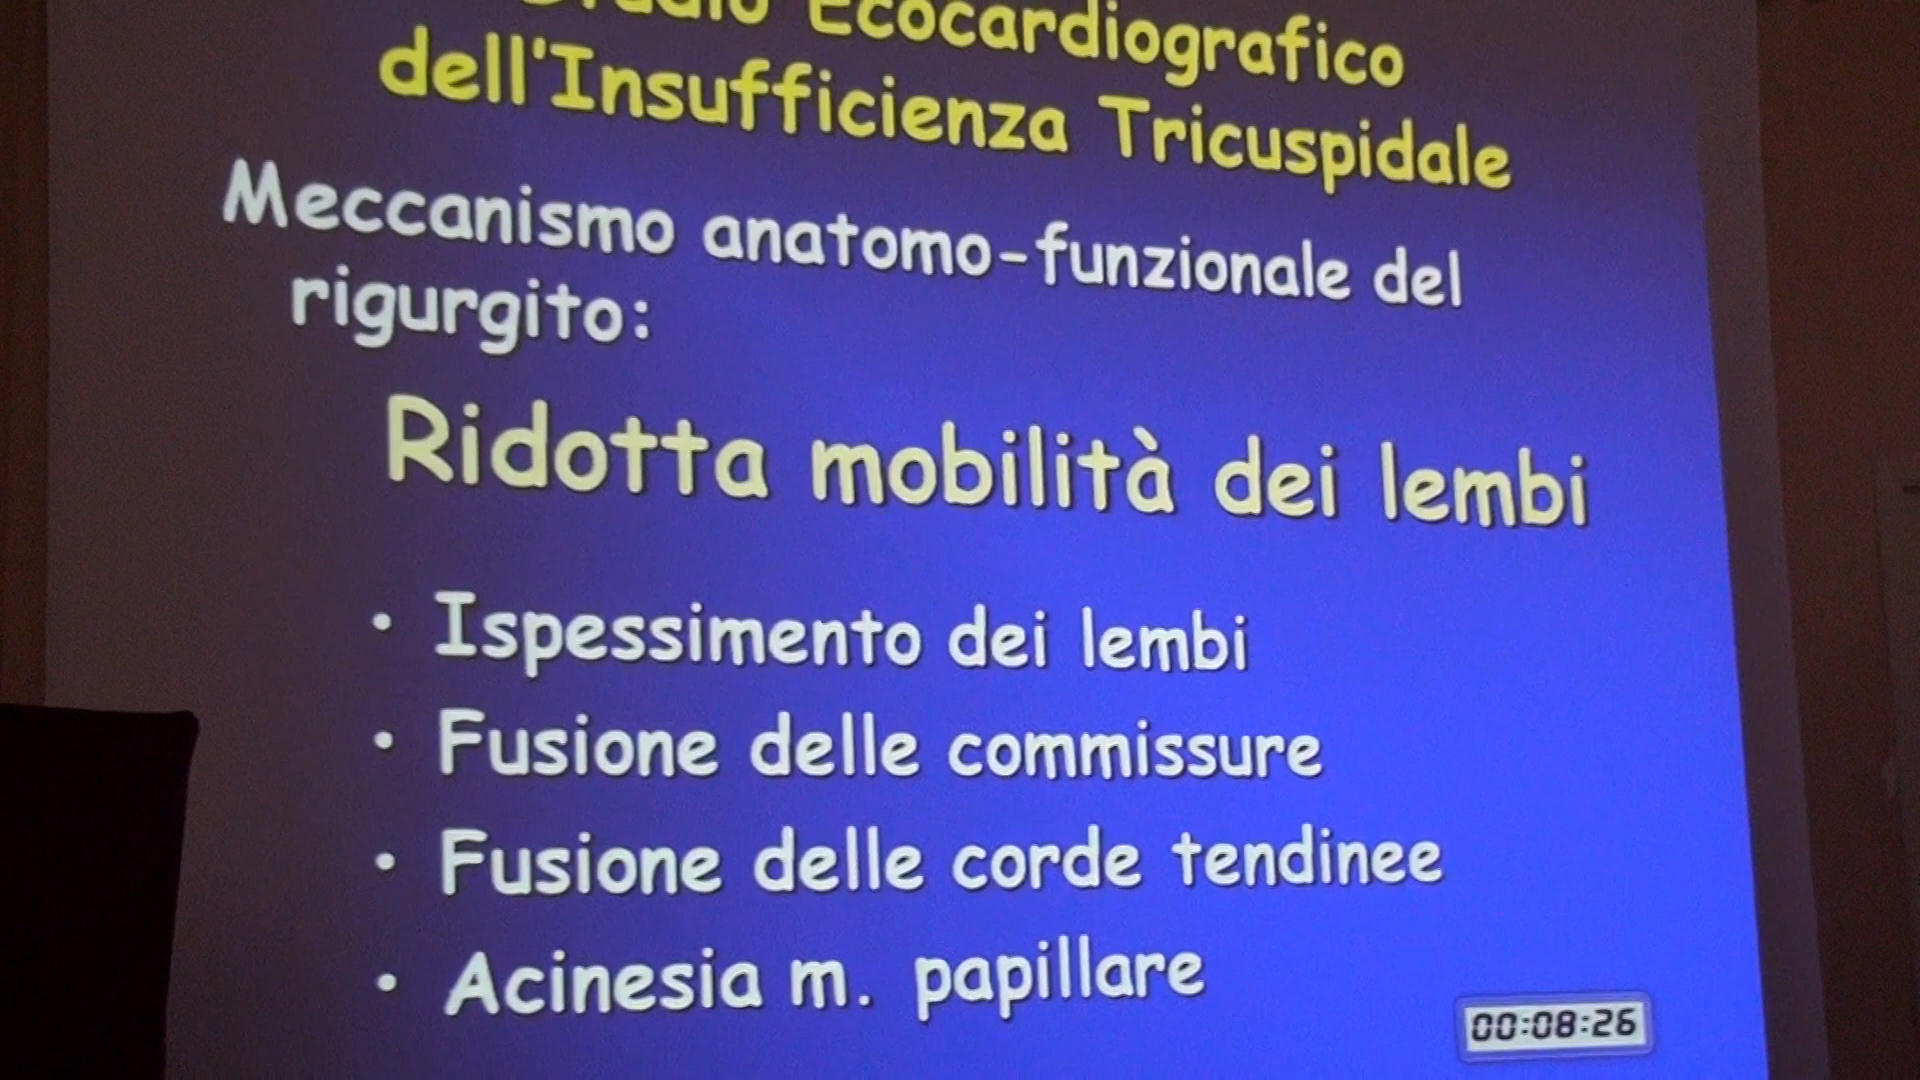 Studio Ecocardiografico
dell'Insufficienza Tricuspidale
Meccanismo anatomo-funzionale del
rigurgito:
Ridotta mobilità dei lembi
• Ispessimento dei lembi
• Fusione delle commissure
• Fusione delle corde tendinee
• Acinesia m. papillare
00:08:26